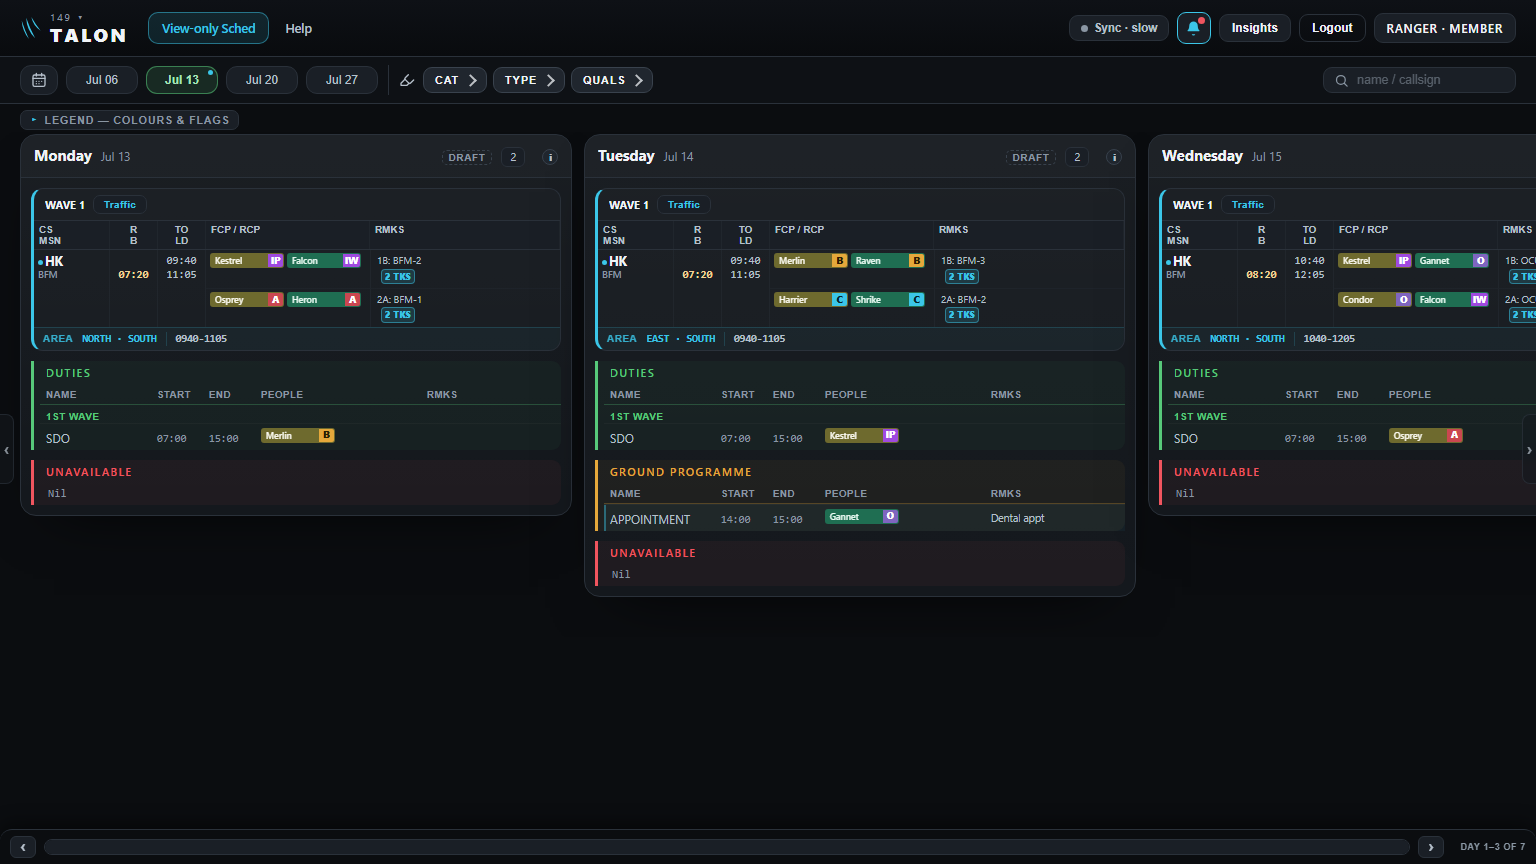 149 ▾
TALON
View-only Sched
Help
Sync · slow
Insights
Logout
RANGER · MEMBER
Jul 06
Jul 13
Jul 20
Jul 27
CAT
TYPE
QUALS
name / callsign
LEGEND — COLOURS & FLAGS
Monday Jul 13
DRAFT 2 i
WAVE 1 Traffic
CS R TO FCP / RCP RMKS
MSN B LD
HK 09:40 Kestrel IP Falcon IW 1B: BFM-2
BFM 07:20 11:05 2 TKS
Osprey A Heron A 2A: BFM-1
2 TKS
AREA NORTH · SOUTH 0940-1105
DUTIES
NAME START END PEOPLE RMKS
1ST WAVE
SDO 07:00 15:00 Merlin B
UNAVAILABLE
Nil
Tuesday Jul 14
DRAFT 2 i
WAVE 1 Traffic
CS R TO FCP / RCP RMKS
MSN B LD
HK 09:40 Merlin B Raven B 1B: BFM-3
BFM 07:20 11:05 2 TKS
Harrier C Shrike C 2A: BFM-2
2 TKS
AREA EAST · SOUTH 0940-1105
DUTIES
NAME START END PEOPLE RMKS
1ST WAVE
SDO 07:00 15:00 Kestrel IP
GROUND PROGRAMME
NAME START END PEOPLE RMKS
APPOINTMENT 14:00 15:00 Gannet O Dental appt
UNAVAILABLE
Nil
Wednesday Jul 15
WAVE 1 Traffic
CS R TO FCP / RCP RMKS
MSN B LD
HK 10:40 Kestrel IP Gannet O 1B: OCU
BFM 08:20 12:05 2 TKS
Condor O Falcon IW 2A: OCU
2 TKS
AREA NORTH · SOUTH 1040-1205
DUTIES
NAME START END PEOPLE
1ST WAVE
SDO 07:00 15:00 Osprey A
UNAVAILABLE
Nil
DAY 1–3 OF 7